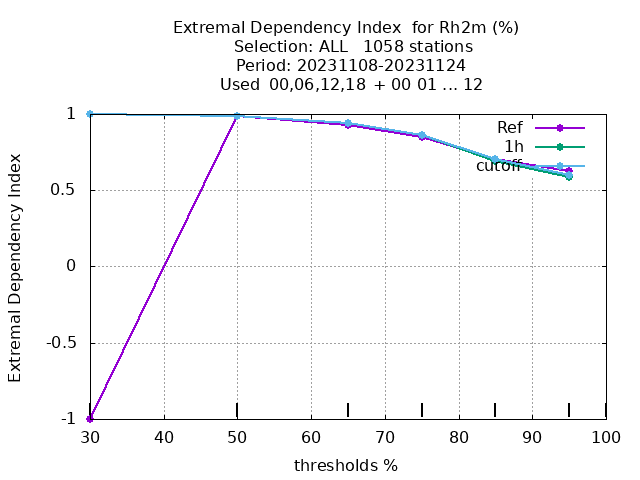 Extremal Dependency Index  for Rh2m (%)
Selection: ALL   1058 stations
Period: 20231108-20231124
Used  00,06,12,18  + 00 01 ... 12
Extremal Dependency Index
1
0.5
0
-0.5
-1
Ref
1h
cutoff
30 40 50 60 70 80 90 100
thresholds %